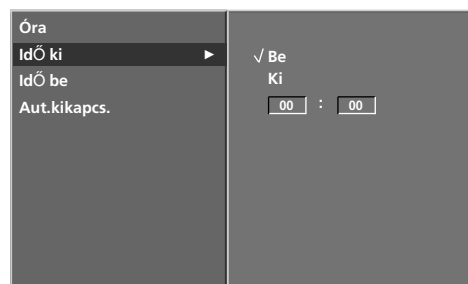 Óra
IdŐ ki ►
IdŐ be
Aut.kikapcs.
√ Be
Ki
00 : 00